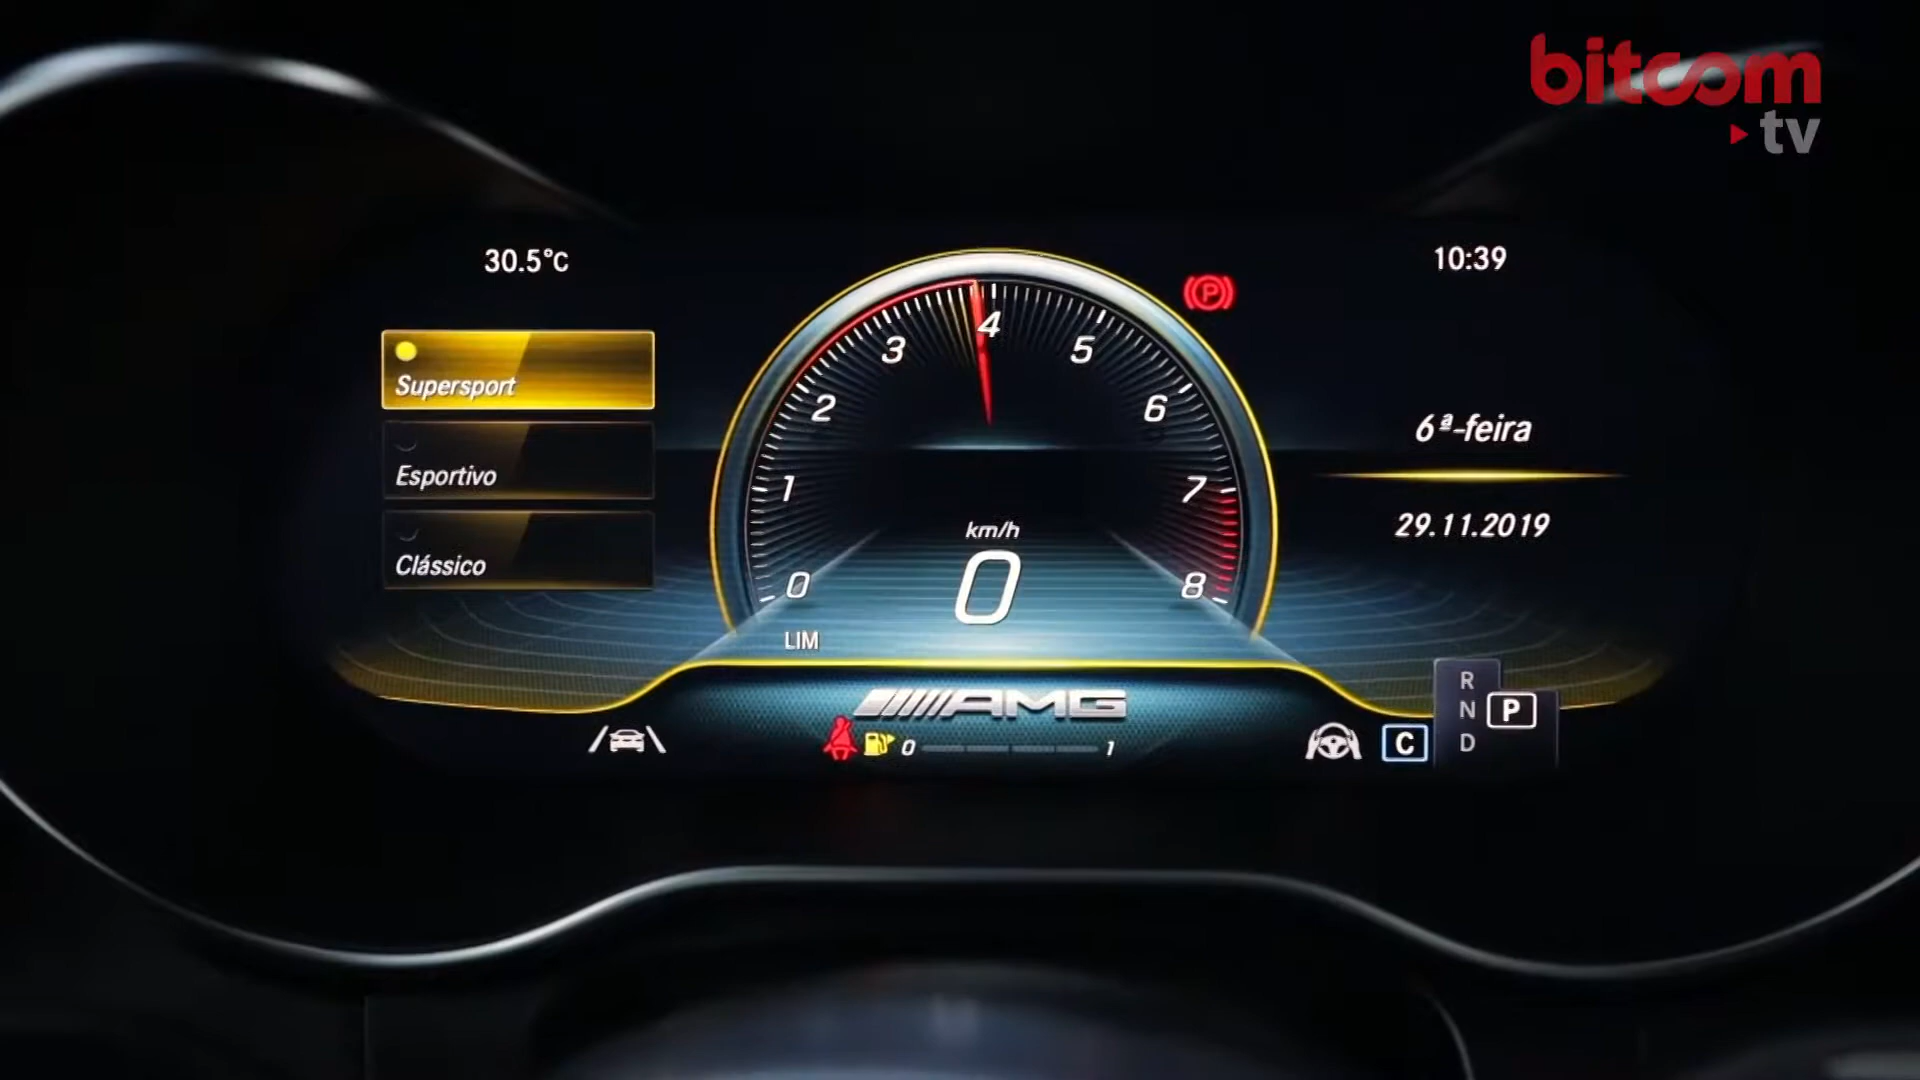 bitcom
tv
30.5°C
10:39
Supersport
Esportivo
Clássico
0
1
2
3
4
5
6
7
8
km/h
0
LIM
6ª-feira
29.11.2019
AMG
0 1
C
R
N
D
P
P